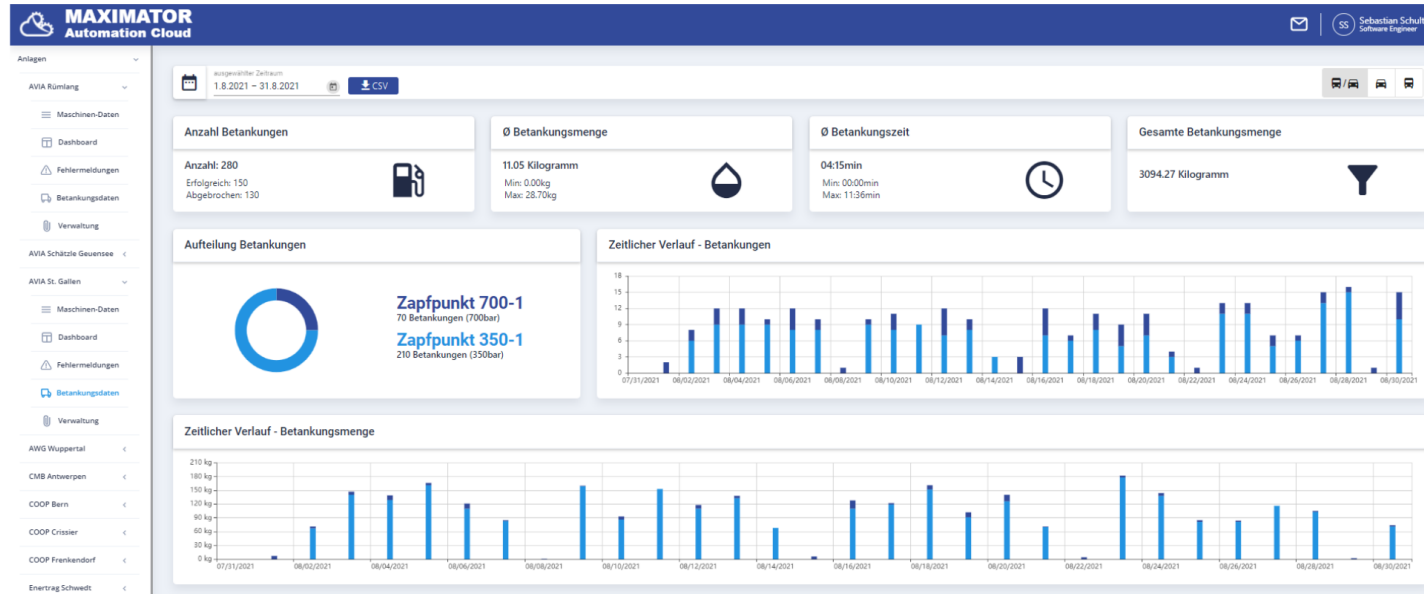 MAXIMATOR
Automation Cloud
SS
Sebastian Schult
Software Engineer
Anlagen
AVIA Rümlang
Maschinen-Daten
Dashboard
Fehlermeldungen
Betankungsdaten
Verwaltung
AVIA Schätzle Geuensee
AVIA St. Gallen
Maschinen-Daten
Dashboard
Fehlermeldungen
Betankungsdaten
Verwaltung
AWG Wuppertal
CMB Antwerpen
COOP Bern
COOP Crissier
COOP Frenkendorf
Enertrag Schwedt
ausgewählter Zeitraum
1.8.2021 – 31.8.2021
CSV
/
Anzahl Betankungen
Anzahl: 280
Erfolgreich: 150
Abgebrochen: 130
Ø Betankungsmenge
11.05 Kilogramm
Min: 0.00kg
Max: 28.70kg
Ø Betankungszeit
04:15min
Min: 00:00min
Max: 11:36min
Gesamte Betankungsmenge
3094.27 Kilogramm
Aufteilung Betankungen
Zapfpunkt 700-1
70 Betankungen (700bar)
Zapfpunkt 350-1
210 Betankungen (350bar)
Zeitlicher Verlauf - Betankungen
18
15
12
9
6
3
0
07/31/2021 08/02/2021 08/04/2021 08/06/2021 08/08/2021 08/10/2021 08/12/2021 08/14/2021 08/16/2021 08/18/2021 08/20/2021 08/22/2021 08/24/2021 08/26/2021 08/28/2021 08/30/2021
Zeitlicher Verlauf - Betankungsmenge
210 kg
180 kg
150 kg
120 kg
90 kg
60 kg
30 kg
0 kg
07/31/2021 08/02/2021 08/04/2021 08/06/2021 08/08/2021 08/10/2021 08/12/2021 08/14/2021 08/16/2021 08/18/2021 08/20/2021 08/22/2021 08/24/2021 08/26/2021 08/28/2021 08/30/2021